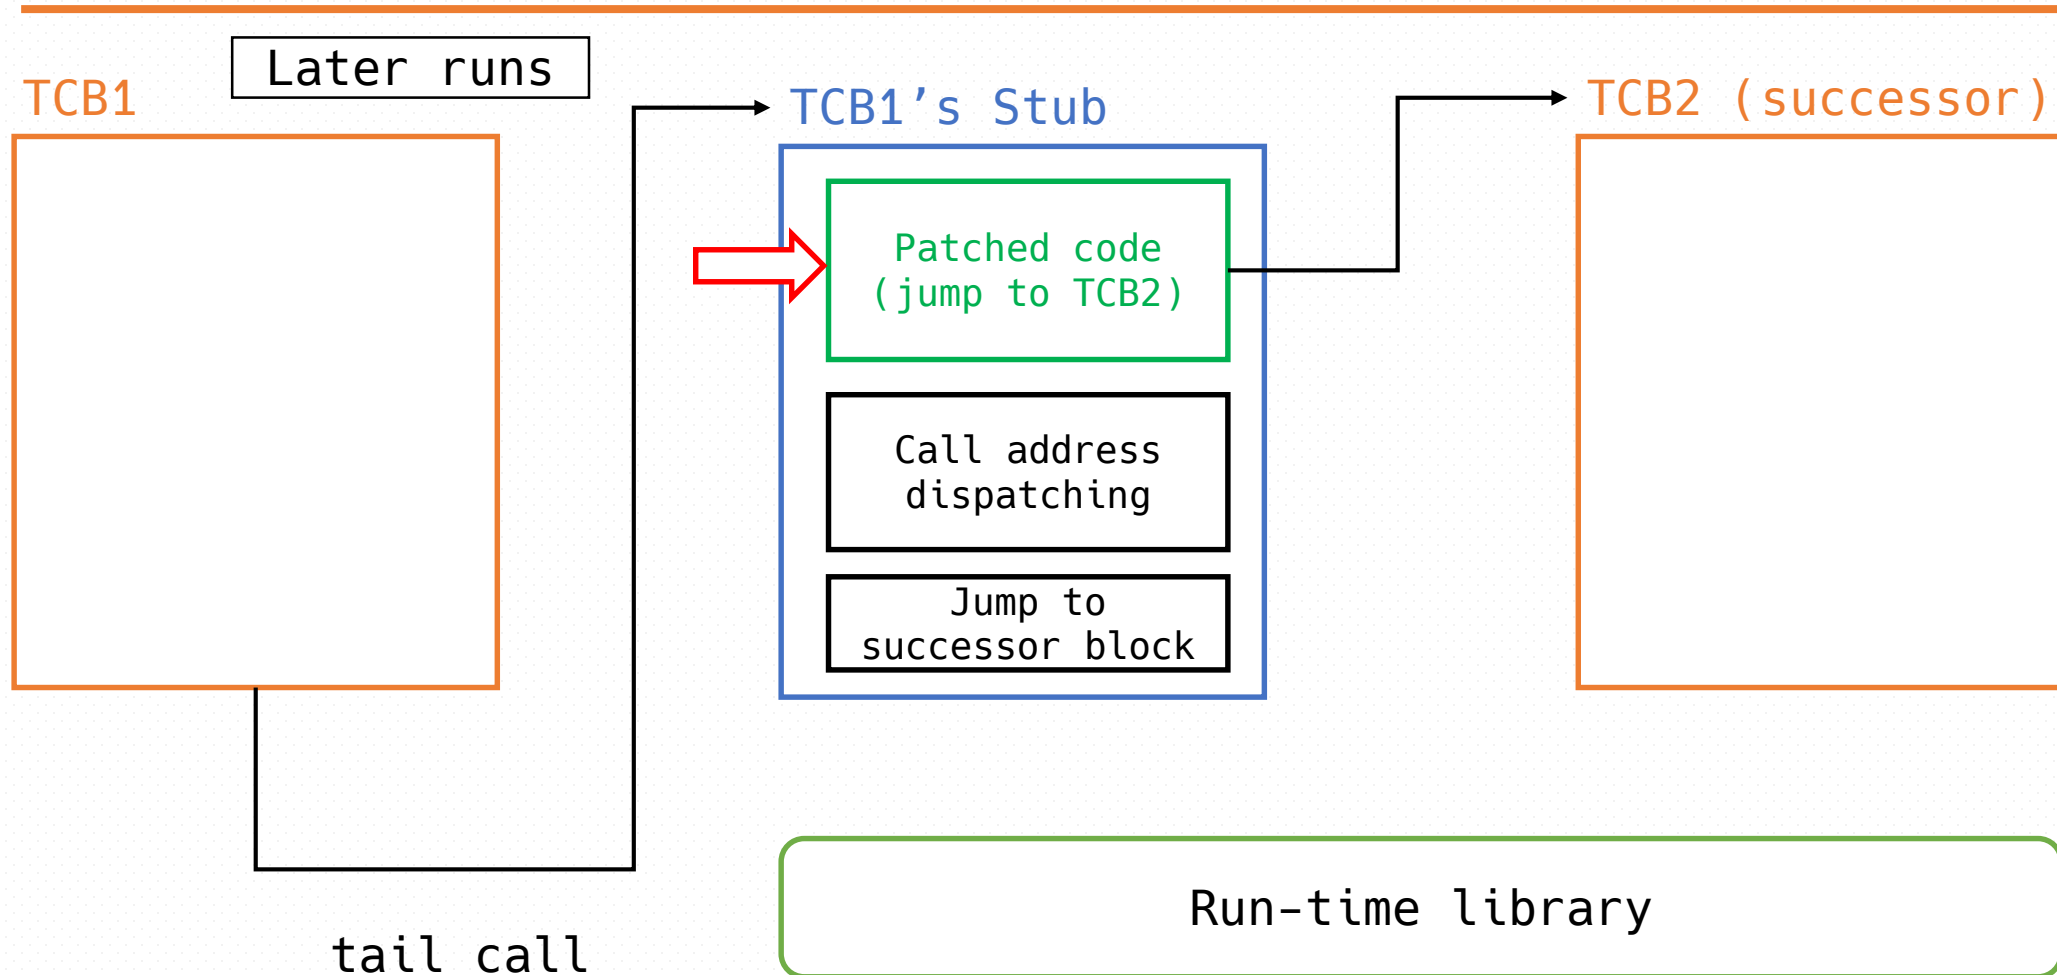 Later runs
TCB1
TCB1’s Stub
TCB2 (successor)
Patched code
(jump to TCB2)
Call address
dispatching
Jump to
successor block
Run-time library
tail call